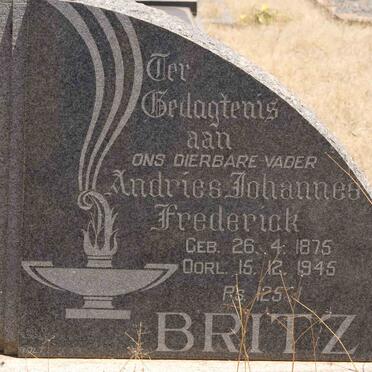 Ter
Gedagtenis
aan
ONS DIERBARE VADER
Andries Johannes
Frederick
GEB. 26. 4. 1875
OORL. 15. 12. 1945
Ps. 25:1
BRITZ